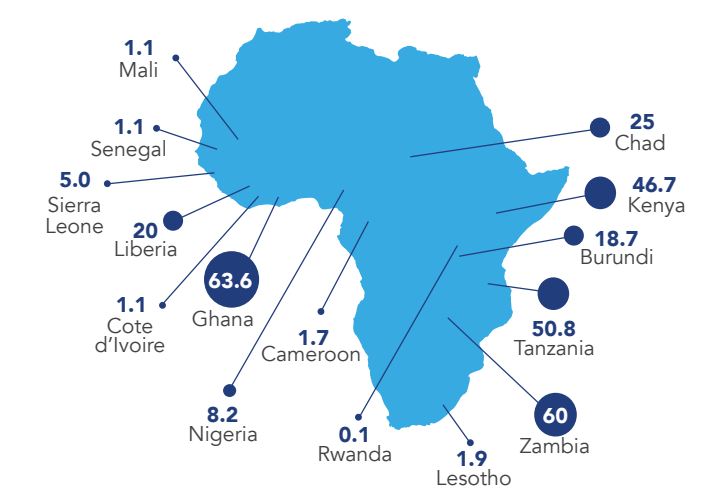 1.1
Mali
1.1
Senegal
5.0
Sierra
Leone
20
Liberia
63.6
Ghana
1.1
Cote
d’Ivoire
8.2
Nigeria
1.7
Cameroon
0.1
Rwanda
1.9
Lesotho
25
Chad
46.7
Kenya
18.7
Burundi
50.8
Tanzania
60
Zambia